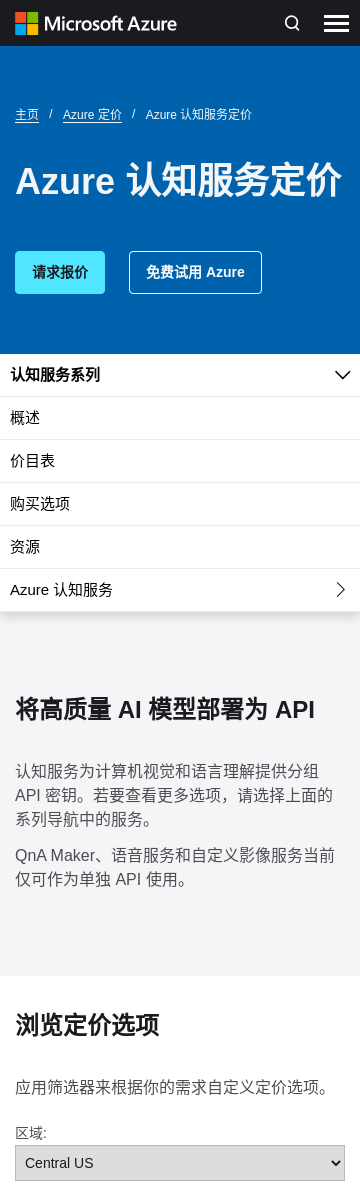 Microsoft Azure
主页 / Azure 定价 / Azure 认知服务定价
Azure 认知服务定价
请求报价 免费试用 Azure
认知服务系列
概述
价目表
购买选项
资源
Azure 认知服务
将高质量 AI 模型部署为 API
认知服务为计算机视觉和语言理解提供分组
API 密钥。若要查看更多选项，请选择上面的
系列导航中的服务。
QnA Maker、语音服务和自定义影像服务当前
仅可作为单独 API 使用。
浏览定价选项
应用筛选器来根据你的需求自定义定价选项。
区域:
Central US